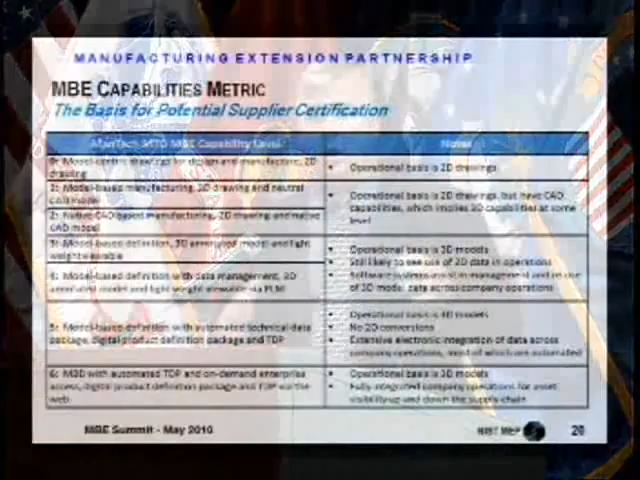 MANUFACTURING EXTENSION PARTNERSHIP
MBE CAPABILITIES METRIC
The Basis for Potential Supplier Certification
MBE Capability Level
Notes
0: Model-centric drawings for design and manufacture, 2D
drawing
Operational basis is 2D drawings
1: Model-based manufacturing, 2D drawing and neutral
CAD model
Operational basis is 2D drawings, but have CAD
capabilities, which implies 3D capabilities at some
level
2: Native CAD based manufacturing, 2D drawing and native
CAD model
3: Model-based definition, 3D annotated model and light
weight viewable
Operational basis is 3D models
Still likely to see use of 2D data in operations
Software systems assist in management and
of 3D model data across company operations
4: Model-based definition with data management, 3D
annotated model and light weight viewable via PLM
5: Model-based definition with automated technical data
package, digital product definition package and TDP
Operational basis is 3D models
No 2D conversions
Extensive electronic integration of data across
company operations, most of which are automated
6: with automated TDP and on-demand enterprise
access, digital product definition package and TDP via the
web
Operational basis is 3D models
Fully integrated company operations for asset
visibility up and down the supply chain
MBE Summit - May 2010
NIST MEP
20